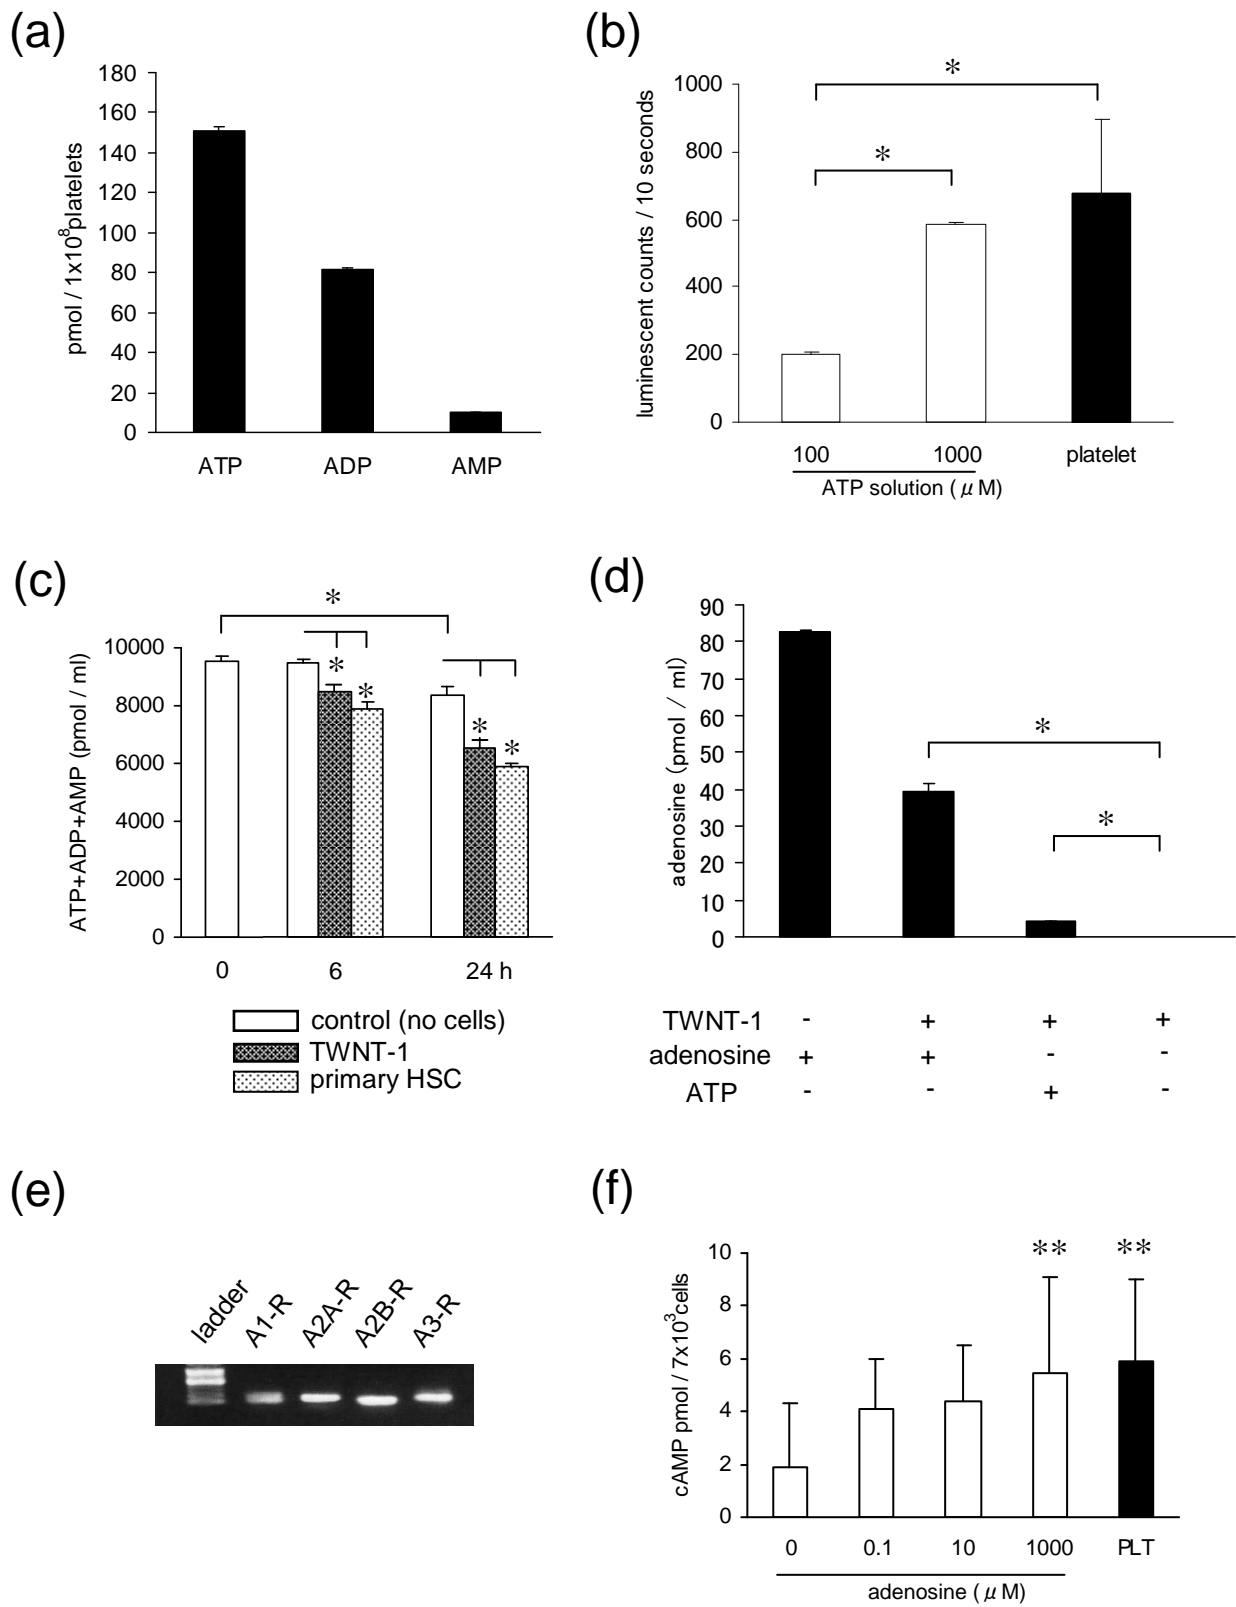 (a)
180
160
140
120
100
80
60
40
20
0
pmol / 1x10⁸platelets
ATP ADP AMP
(b)
1000
800
600
400
200
0
luminescent counts / 10 seconds
*
*
100 1000 platelet
ATP solution ( μ M)
(c)
10000
8000
6000
4000
2000
0
ATP+ADP+AMP (pmol / ml)
*
*
*
*
*
0 6 24 h
control (no cells)
TWNT-1
primary HSC
(d)
90
80
70
60
50
40
30
20
10
0
adenosine (pmol / ml)
*
*
TWNT-1 - + + +
adenosine + + - -
ATP - - + -
(e)
ladder A1-R A2A-R A2B-R A3-R
(f)
10
8
6
4
2
0
cAMP pmol / 7x10³cells
** **
0 0.1 10 1000 PLT
adenosine ( μ M)